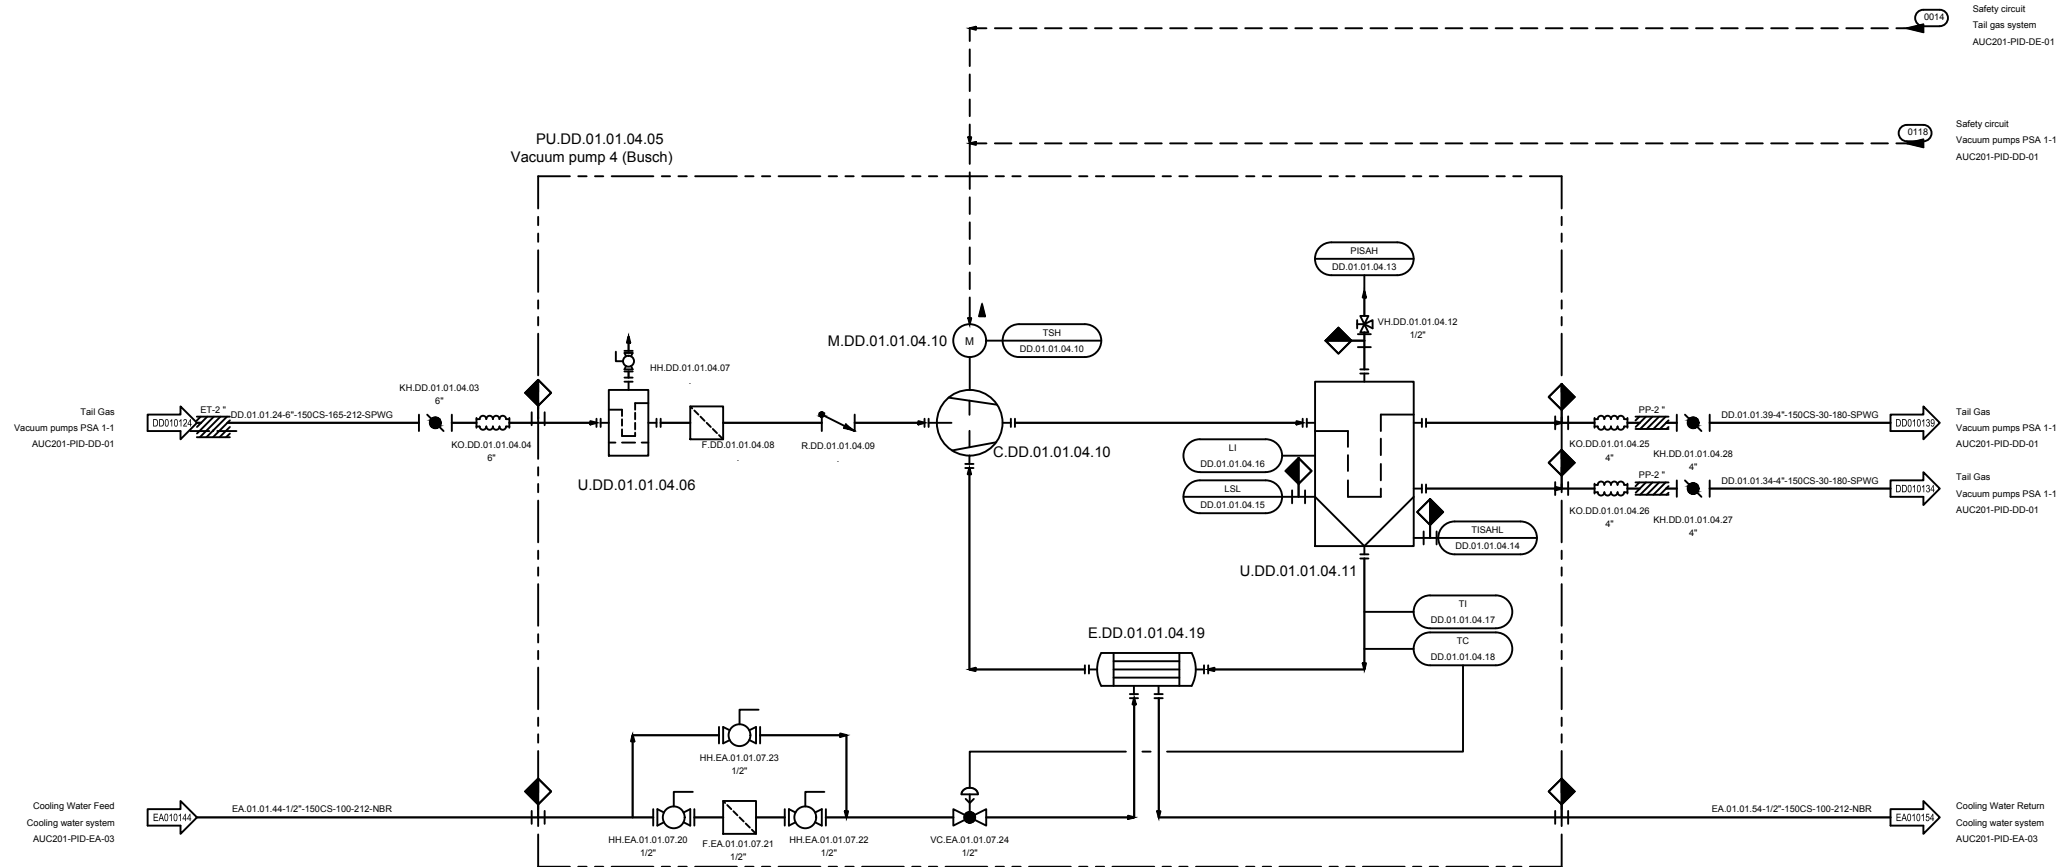 0014
Safety circuit
Tail gas system
AUC201-PID-DE-01
0118
Safety circuit
Vacuum pumps PSA 1-1
AUC201-PID-DD-01
PU.DD.01.01.04.05
Vacuum pump 4 (Busch)
PISAH
DD.01.01.04.13
VH.DD.01.01.04.12
1/2"
M.DD.01.01.04.10
M
TSH
DD.01.01.04.10
HH.DD.01.01.04.07
.
KH.DD.01.01.04.03
6"
Tail Gas
Vacuum pumps PSA 1-1
AUC201-PID-DD-01
DD010124
ET-2 "
DD.01.01.24-6"-150CS-165-212-SPWG
KO.DD.01.01.04.04
6"
U.DD.01.01.04.06
F.DD.01.01.04.08
.
R.DD.01.01.04.09
.
C.DD.01.01.04.10
LI
DD.01.01.04.16
LSL
DD.01.01.04.15
TISAHL
DD.01.01.04.14
U.DD.01.01.04.11
KO.DD.01.01.04.25
4"
PP-2 "
KH.DD.01.01.04.28
4"
DD.01.01.39-4"-150CS-30-180-SPWG
DD010139
Tail Gas
Vacuum pumps PSA 1-1
AUC201-PID-DD-01
KO.DD.01.01.04.26
4"
PP-2 "
KH.DD.01.01.04.27
4"
DD.01.01.34-4"-150CS-30-180-SPWG
DD010134
Tail Gas
Vacuum pumps PSA 1-1
AUC201-PID-DD-01
TI
DD.01.01.04.17
TC
DD.01.01.04.18
E.DD.01.01.04.19
HH.EA.01.01.07.23
1/2"
Cooling Water Feed
Cooling water system
AUC201-PID-EA-03
EA010144
EA.01.01.44-1/2"-150CS-100-212-NBR
HH.EA.01.01.07.20
1/2"
F.EA.01.01.07.21
1/2"
HH.EA.01.01.07.22
1/2"
VC.EA.01.01.07.24
1/2"
EA.01.01.54-1/2"-150CS-100-212-NBR
EA010154
Cooling Water Return
Cooling water system
AUC201-PID-EA-03